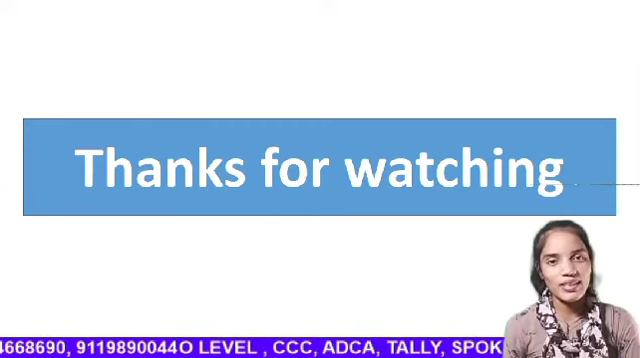 Thanks for watching
4668690, 9119890044O LEVEL , CCC, ADCA, TALLY, SPOK